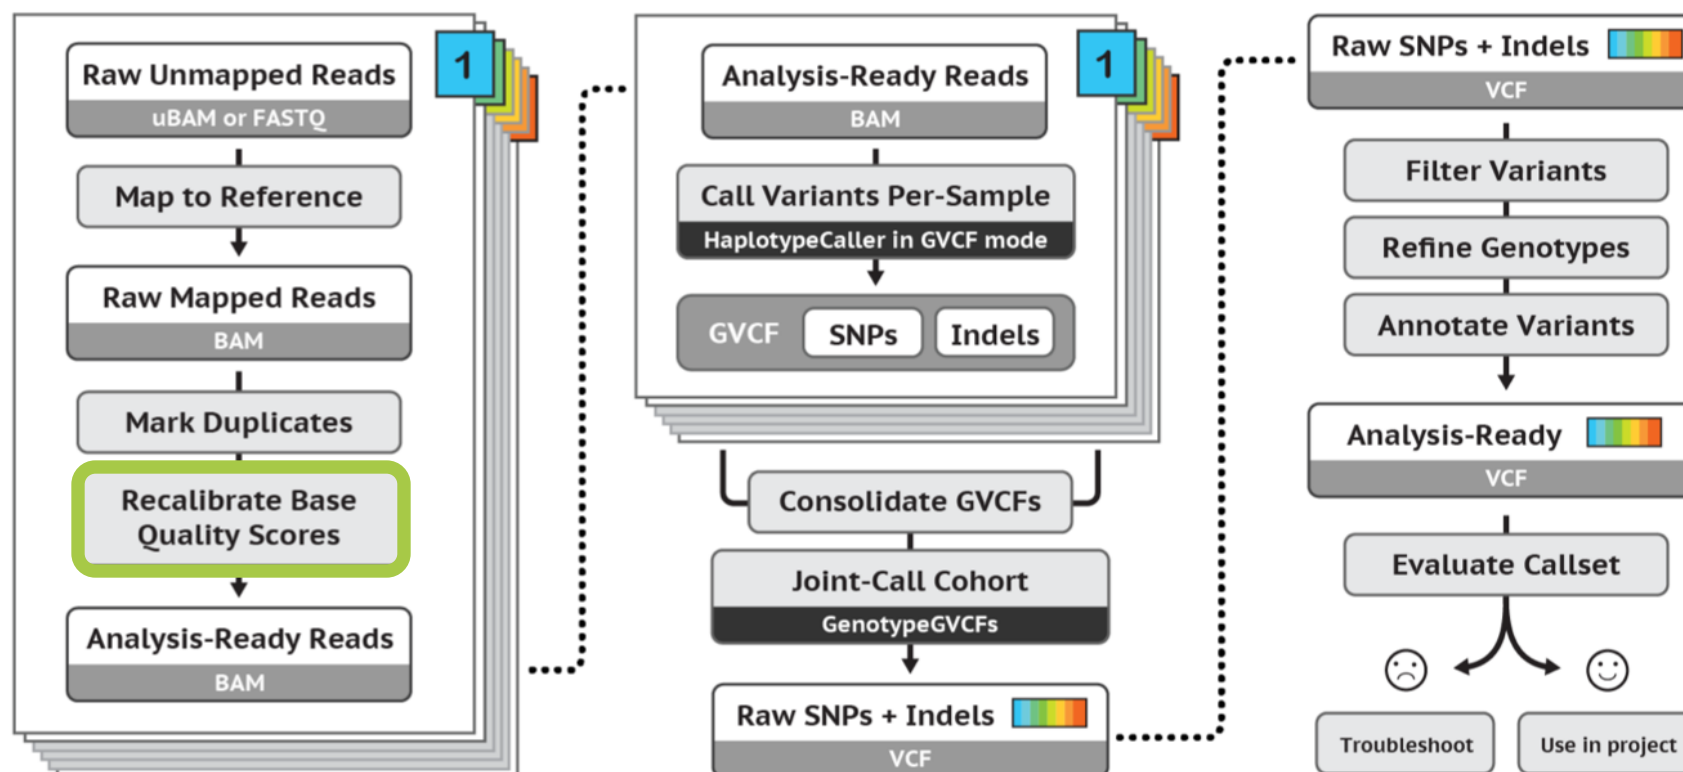 1
Raw Unmapped Reads
uBAM or FASTQ
Map to Reference
Raw Mapped Reads
BAM
Mark Duplicates
Recalibrate Base
Quality Scores
Analysis-Ready Reads
BAM
1
Analysis-Ready Reads
BAM
Call Variants Per-Sample
HaplotypeCaller in GVCF mode
GVCF SNPs Indels
Consolidate GVCFs
Joint-Call Cohort
GenotypeGVCFs
Raw SNPs + Indels
VCF
Raw SNPs + Indels
VCF
Filter Variants
Refine Genotypes
Annotate Variants
Analysis-Ready
VCF
Evaluate Callset
Troubleshoot
Use in project